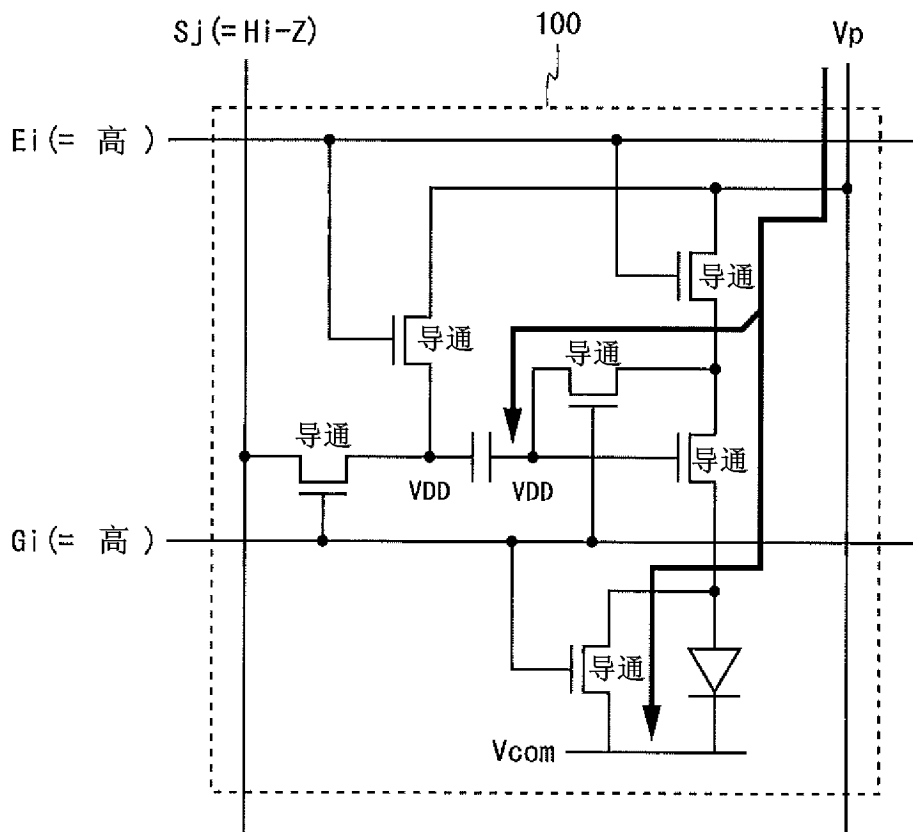 Sj(=Hi-Z)
100
Vp
Ei(= 高 )
导通
导通
导通
导通
VDD
VDD
导通
Gi(= 高 )
导通
Vcom